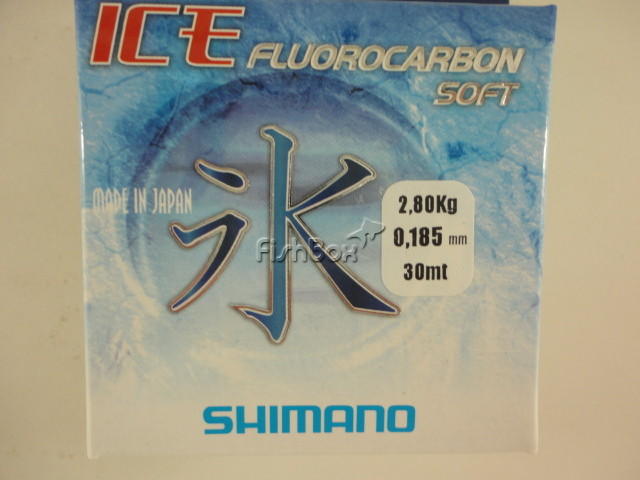 ICE FLUOROCARBON
SOFT
MADE IN JAPAN
氷
FishBox
2,80Kg
0,185 mm
30mt
SHIMANO